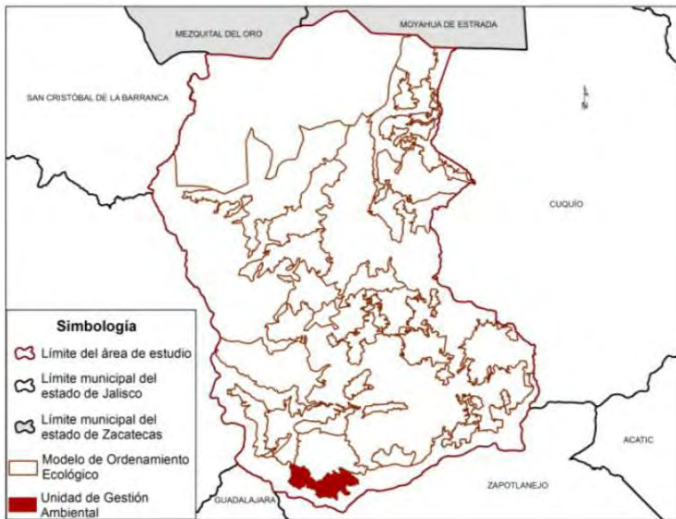 MOYAHUA DE ESTRADA
MEZQUITAL DEL ORO
SAN CRISTÓBAL DE LA BARRANCA
CUQUÍO
Simbología
Límite del área de estudio
Límite municipal del
estado de Jalisco
Límite municipal del
estado de Zacatecas
Modelo de Ordenamiento
Ecológico
Unidad de Gestión
Ambiental
ACATIC
ZAPOTLANEJO
GUADALAJARA